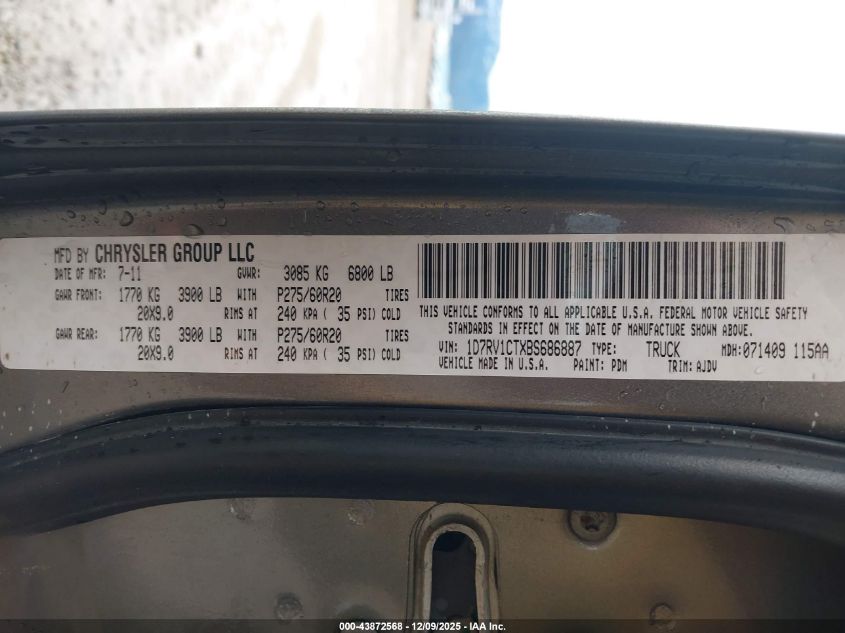 MFD BY CHRYSLER GROUP LLC
DATE OF MFR: 7-11 GVWR: 3085 KG 6800 LB
GAWR FRONT: 1770 KG 3900 LB WITH P275/60R20 TIRES
20X9.0 RIMS AT 240 KPA ( 35 PSI) COLD
GAWR REAR: 1770 KG 3900 LB WITH P275/60R20 TIRES
20X9.0 RIMS AT 240 KPA ( 35 PSI) COLD
THIS VEHICLE CONFORMS TO ALL APPLICABLE U.S.A. FEDERAL MOTOR VEHICLE SAFETY
STANDARDS IN EFFECT ON THE DATE OF MANUFACTURE SHOWN ABOVE.
VIN: 1D7RV1CTXBS686887 TYPE: TRUCK MDH: 071409 115AA
VEHICLE MADE IN U.S.A. PAINT: PDM TRIM: AJDV
000-43872568 - 12/09/2025 - IAA Inc.